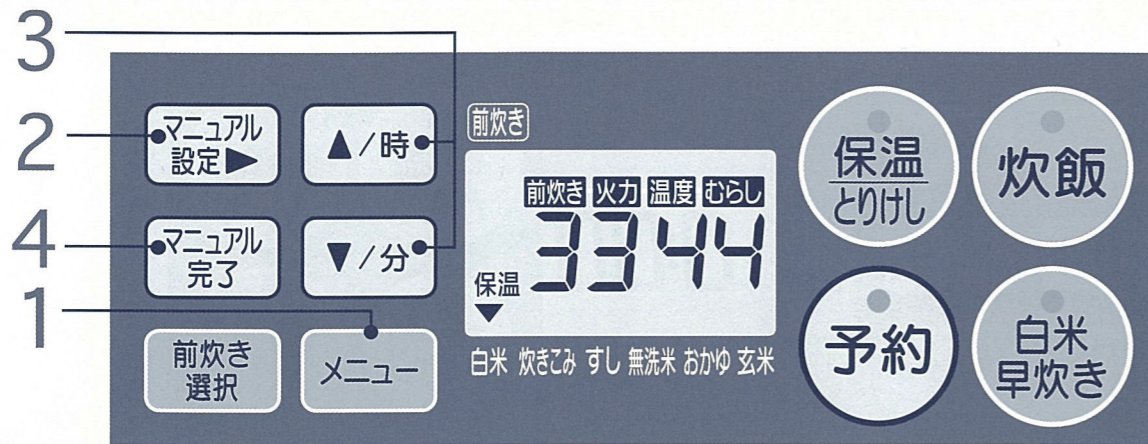 3
2
4
1
マニュアル
設定▶
▲/時
マニュアル
完了
▼/分
前炊き
選択
メニュー
前炊き
前炊き 火力 温度 むらし
3344
保温
▼
白米 炊きこみ すし 無洗米 おかゆ 玄米
保温
とりけし
炊飯
予約
白米
早炊き